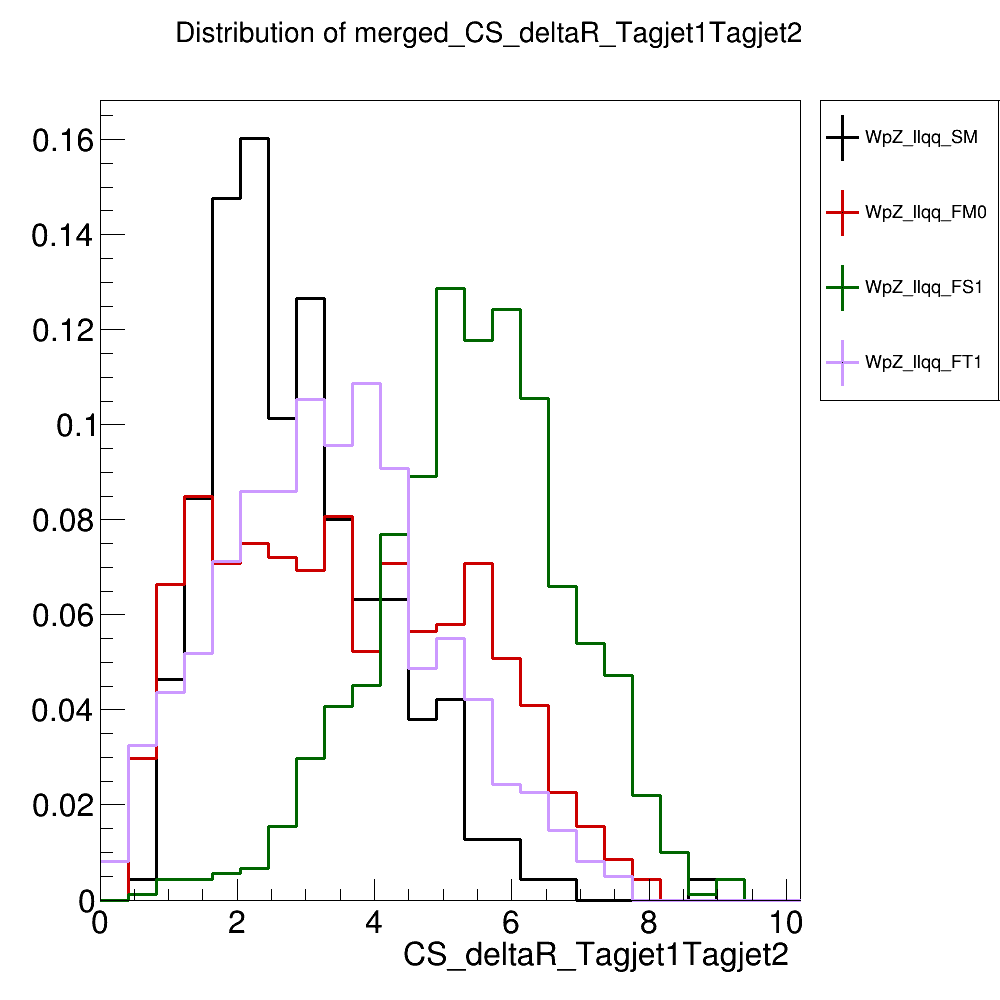 Distribution of merged_CS_deltaR_Tagjet1Tagjet2
WpZ_llqq_SM
WpZ_llqq_FM0
WpZ_llqq_FS1
WpZ_llqq_FT1
0.16
0.14
0.12
0.1
0.08
0.06
0.04
0.02
0
0 2 4 6 8 10
CS_deltaR_Tagjet1Tagjet2